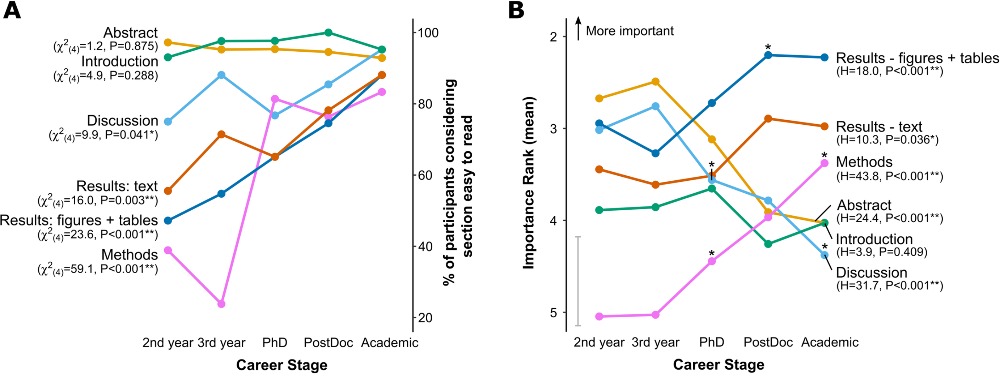 A
Abstract
(χ²₍₄₎=1.2, P=0.875)
Introduction
(χ²₍₄₎=4.9, P=0.288)
Discussion
(χ²₍₄₎=9.9, P=0.041*)
Results: text
(χ²₍₄₎=16.0, P=0.003**)
Results: figures + tables
(χ²₍₄₎=23.6, P<0.001**)
Methods
(χ²₍₄₎=59.1, P<0.001**)
100
80
60
40
20
% of participants considering
section easy to read
2nd year 3rd year PhD PostDoc Academic
Career Stage
B
More important
2
3
4
5
Importance Rank (mean)
*
*
*
*
*
Results - figures + tables
(H=18.0, P<0.001**)
Results - text
(H=10.3, P=0.036*)
Methods
(H=43.8, P<0.001**)
Abstract
(H=24.4, P<0.001**)
Introduction
(H=3.9, P=0.409)
Discussion
(H=31.7, P<0.001**)
2nd year 3rd year PhD PostDoc Academic
Career Stage